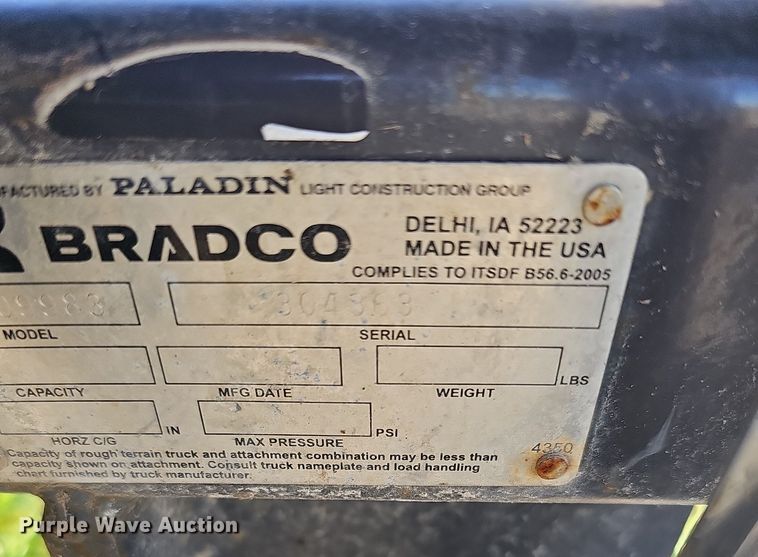 FACTURED BY PALADIN LIGHT CONSTRUCTION GROUP
BRADCO
DELHI, IA 52223
MADE IN THE USA
COMPLIES TO ITSDF B56.6-2005
09983
304363
MODEL SERIAL
LBS
CAPACITY MFG DATE WEIGHT
IN PSI
HORZ C/G MAX PRESSURE
Capacity of rough terrain truck and attachment combination may be less than
capacity shown on attachment. Consult truck nameplate and load handling
chart furnished by truck manufacturer.
4350
Purple Wave Auction